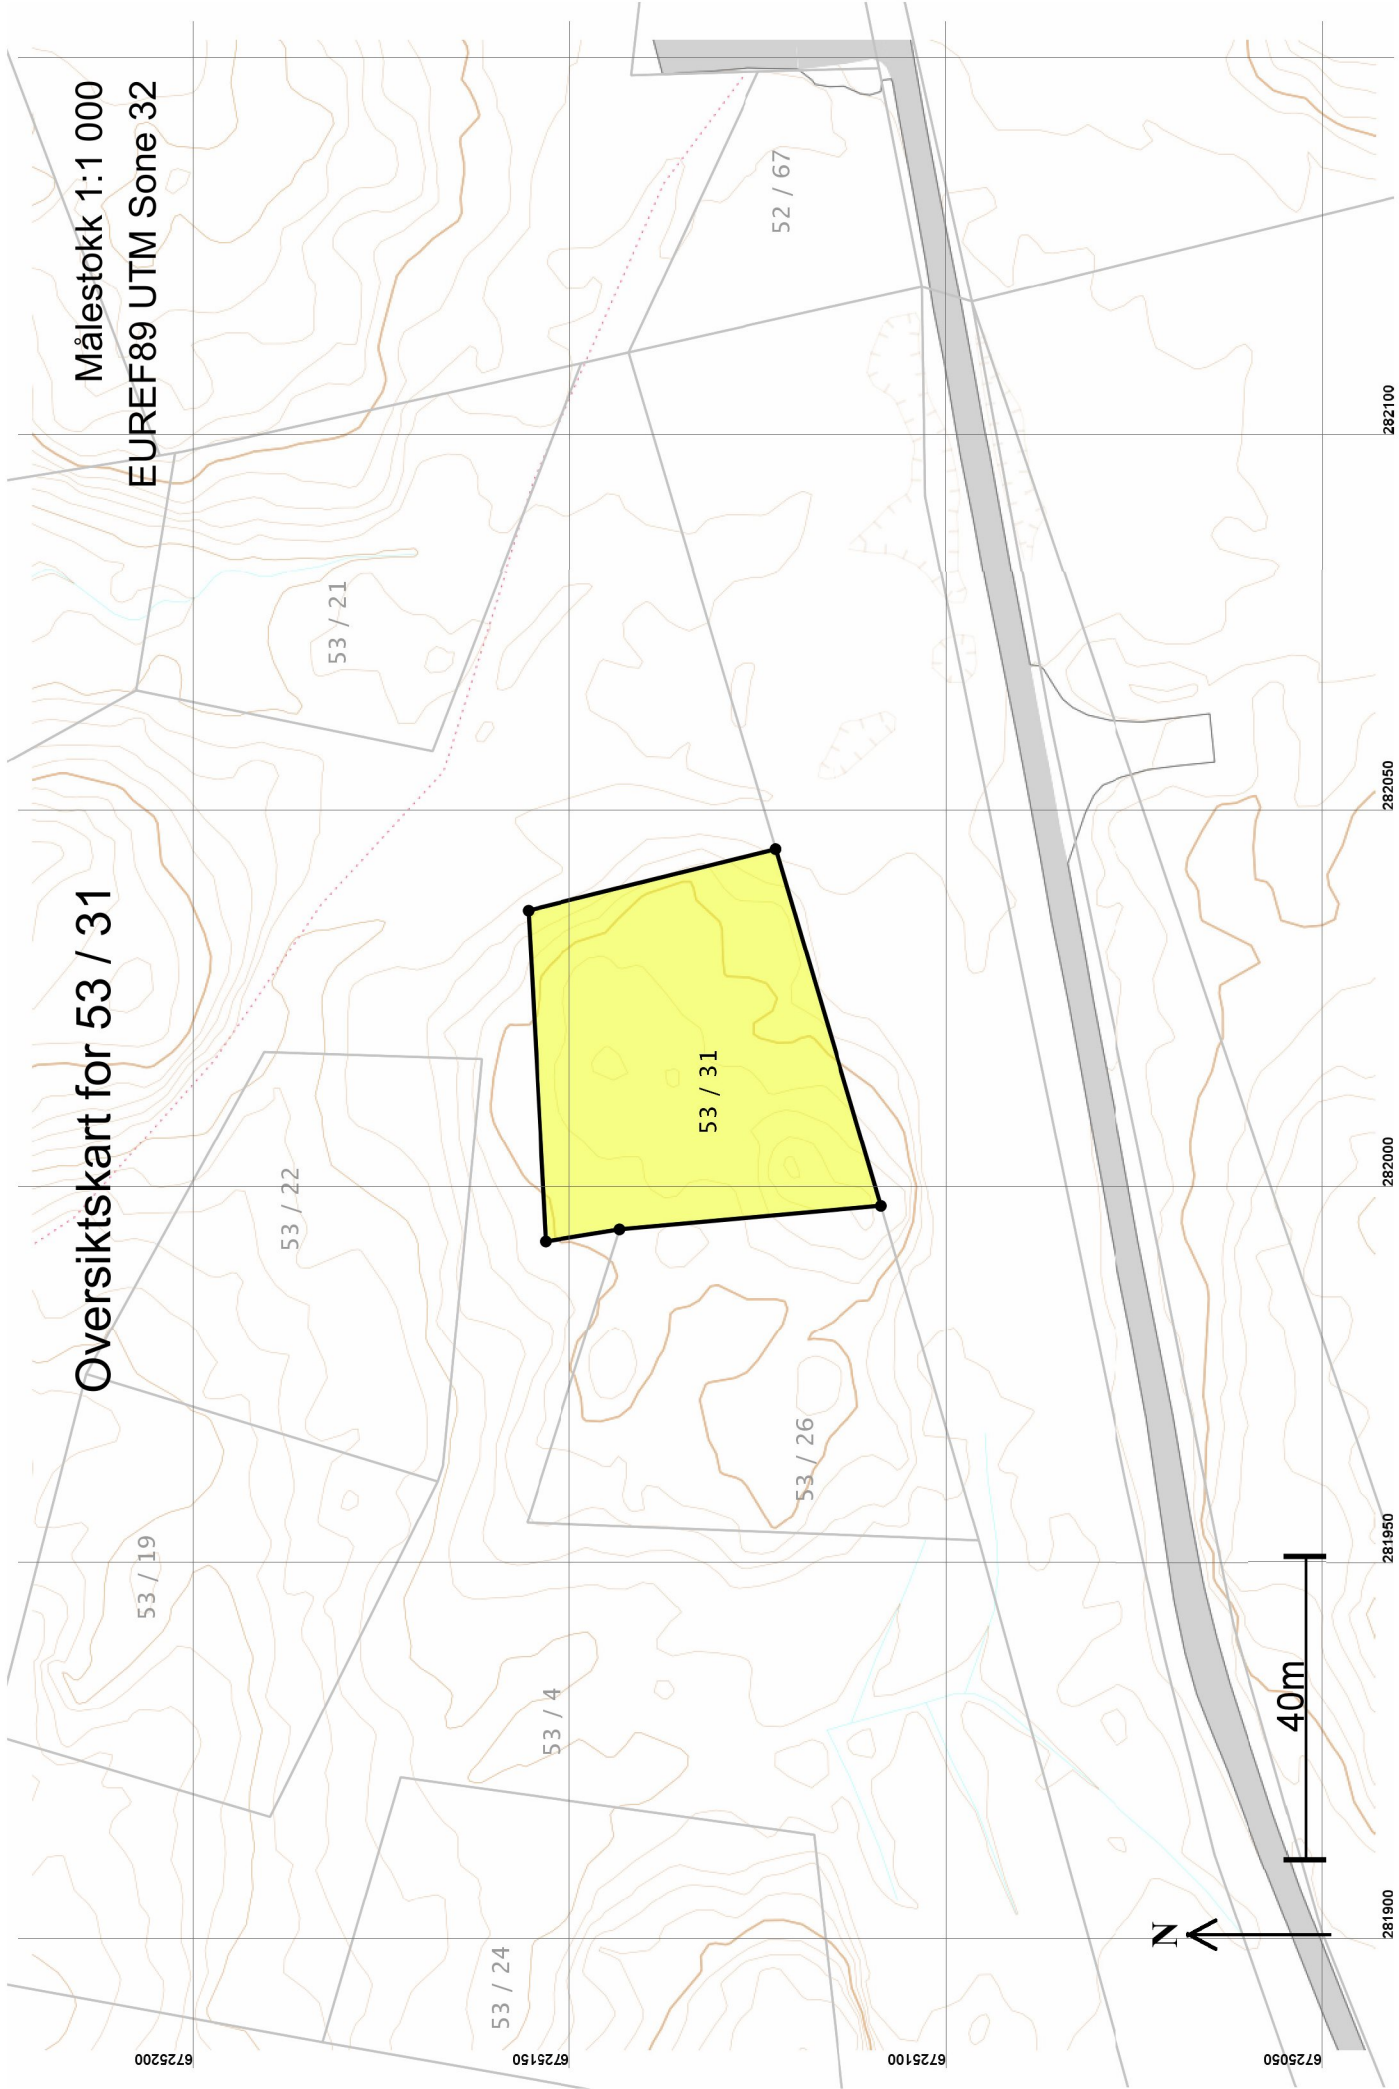 Oversiktskart for 53 / 31
Målestokk 1:1 000
EUREF89 UTM Sone 32
53 / 19
53 / 22
53 / 21
52 / 67
53 / 24
53 / 4
53 / 26
53 / 31
40m
N
6725200
6725150
6725100
6725050
281900
281950
282000
282050
282100